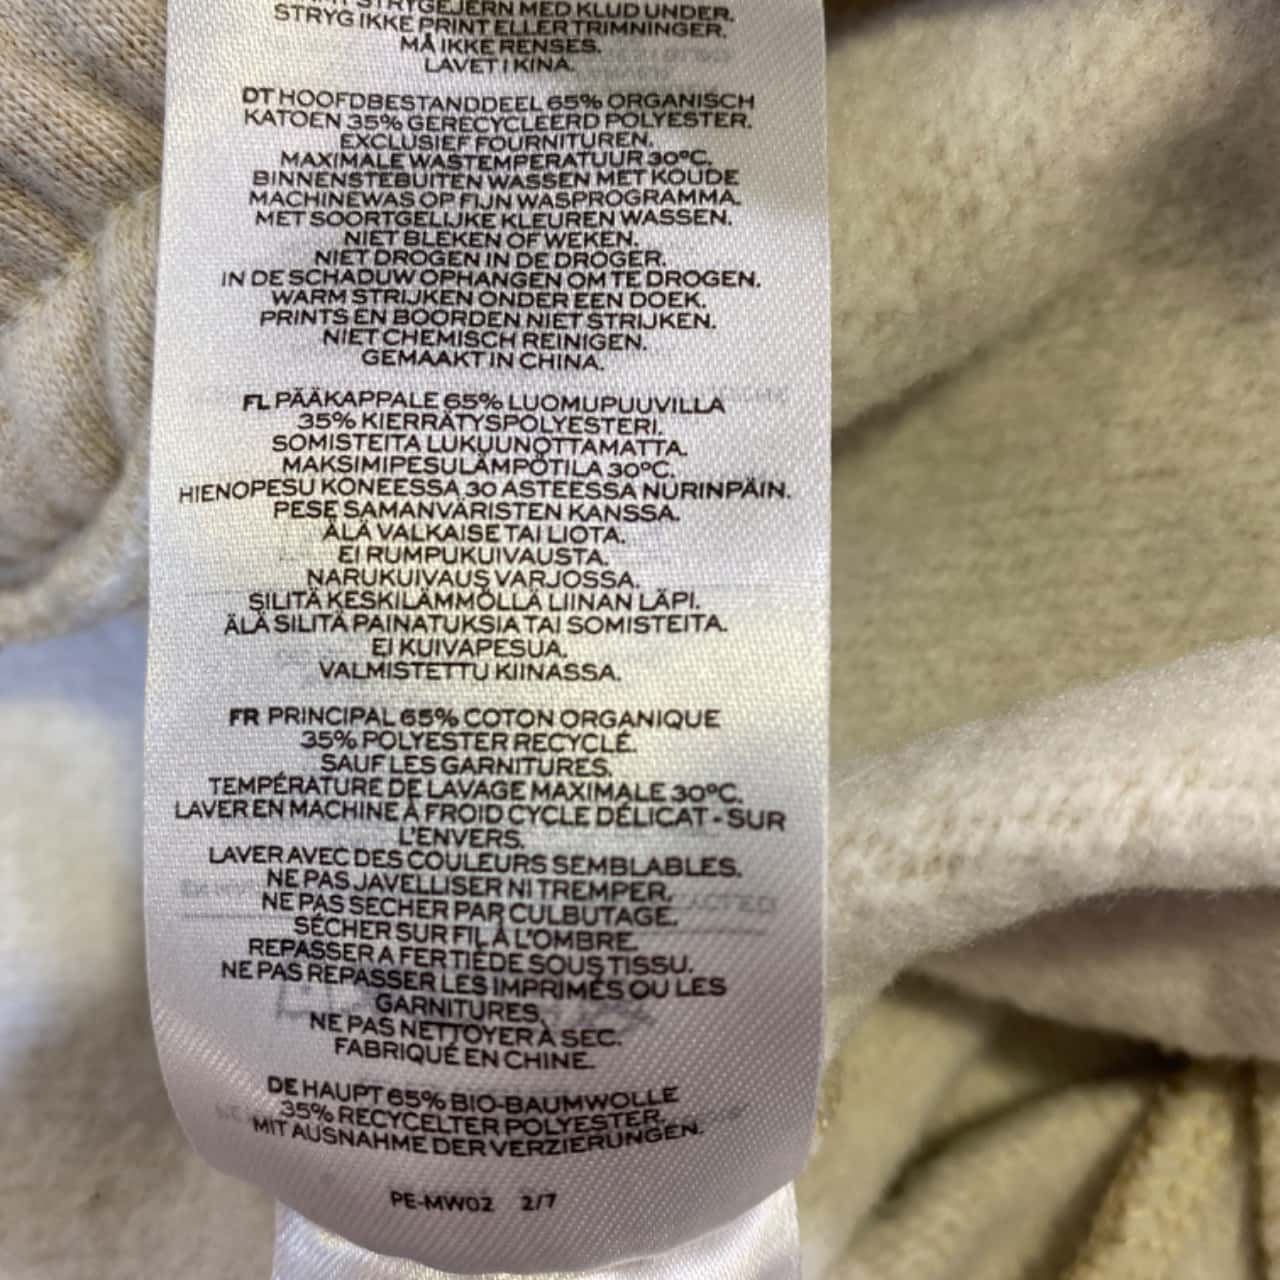 STRYGEJERN MED KLUD UNDER.
STRYG IKKE PRINT ELLER TRIMNINGER.
MÅ IKKE RENSES.
LAVET I KINA.
DT HOOFDBESTANDDEEL 65% ORGANISCH
KATOEN 35% GERECYCLEERD POLYESTER.
EXCLUSIEF FOURNITUREN.
MAXIMALE WASTEMPERATUUR 30°C.
BINNENSTEBUITEN WASSEN MET KOUDE
MACHINEWAS OP FIJN WASPROGRAMMA.
MET SOORTGELIJKE KLEUREN WASSEN.
NIET BLEKEN OF WEKEN.
NIET DROGEN IN DE DROGER.
IN DE SCHADUW OPHANGEN OM TE DROGEN.
WARM STRIJKEN ONDER EEN DOEK.
PRINTS EN BOORDEN NIET STRIJKEN.
NIET CHEMISCH REINIGEN.
GEMAAKT IN CHINA.
FL PÄÄKAPPALE 65% LUOMUPUUVILLA
35% KIERRÄTYSPOLYESTERI.
SOMISTEITA LUKUUNOTTAMATTA.
MAKSIMIPESULÄMPÖTILA 30°C.
HIENOPESU KONEESSA 30 ASTEESSA NURINPÄIN.
PESE SAMANVÄRISTEN KANSSA.
ÄLÄ VALKAISE TAI LIOTA.
EI RUMPUKUIVAUSTA.
NARUKUIVAUS VARJOSSA.
SILITÄ KESKILÄMMÖLLÄ LIINAN LÄPI.
ÄLÄ SILITÄ PAINATUKSIA TAI SOMISTEITA.
EI KUIVAPESUA.
VALMISTETTU KIINASSA.
FR PRINCIPAL 65% COTON ORGANIQUE
35% POLYESTER RECYCLÉ.
SAUF LES GARNITURES.
TEMPÉRATURE DE LAVAGE MAXIMALE 30°C.
LAVER EN MACHINE À FROID CYCLE DÉLICAT - SUR
L'ENVERS.
LAVER AVEC DES COULEURS SEMBLABLES.
NE PAS JAVELLISER NI TREMPER.
NE PAS SECHER PAR CULBUTAGE.
SÉCHER SUR FIL À L'OMBRE.
REPASSER A FER TIÉDE SOUS TISSU.
NE PAS REPASSER LES IMPRIMÉS OU LES
GARNITURES.
NE PAS NETTOYER À SEC.
FABRIQUÉ EN CHINE.
DE HAUPT 65% BIO-BAUMWOLLE
35% RECYCELTER POLYESTER.
MIT AUSNAHME DER VERZIERUNGEN.
PE-MW02 2/7